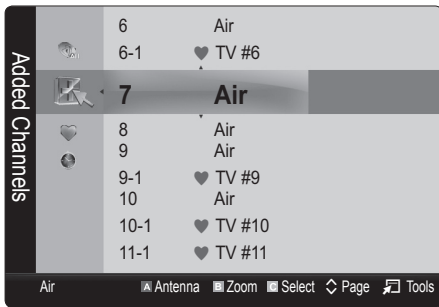 Added Channels
6 Air
6-1 ♥ TV #6
7 Air
8 Air
9 Air
9-1 ♥ TV #9
10 Air
10-1 ♥ TV #10
11-1 ♥ TV #11
Air A Antenna B Zoom C Select Page Tools